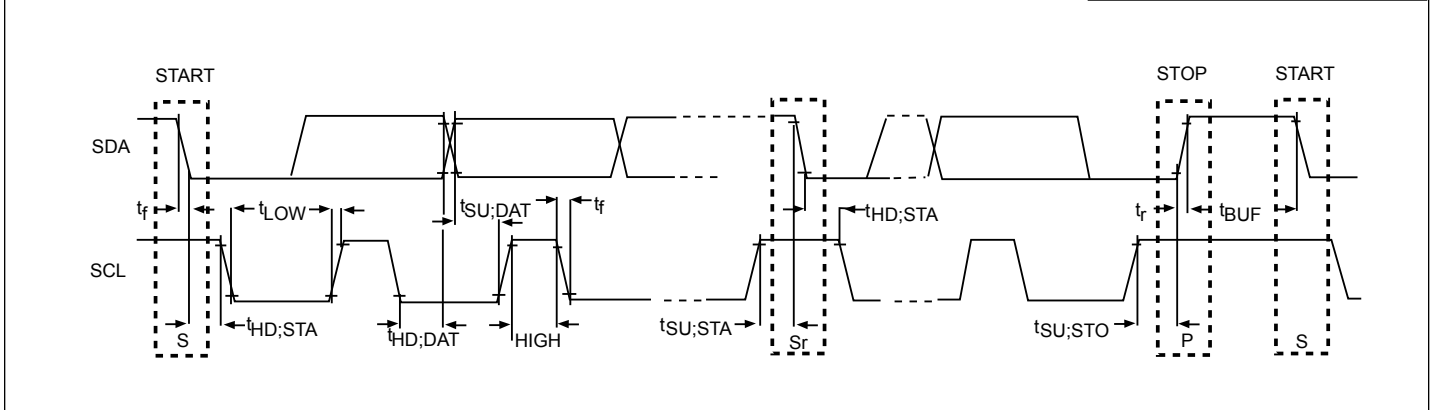 START STOP START
SDA
tf tLOW tSU;DAT tf tHD;STA tr tBUF
SCL
S tHD;STA tHD;DAT HIGH tSU;STA Sr tSU;STO P S